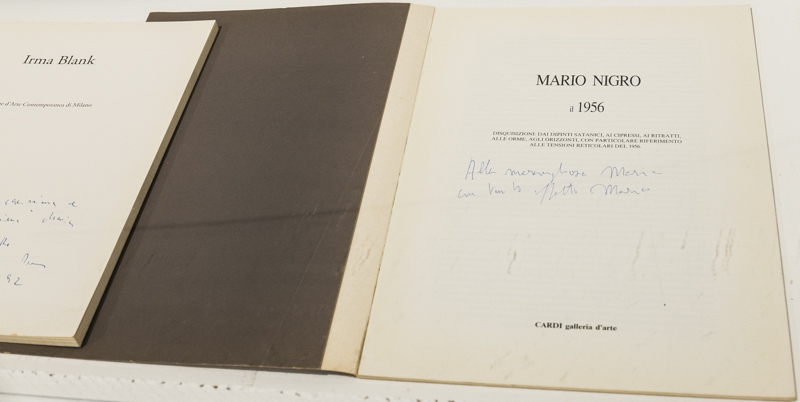 Irma Blank
d'Arte Contemporanea di Milano
MARIO NIGRO
il 1956
DISQUISIZIONE: DAI DIPINTI SATANICI, AI CIPRESSI, AI RITRATTI,
ALLE ORME, AGLI ORIZZONTI, CON PARTICOLARE RIFERIMENTO
ALLE TENSIONI RETICOLARI DEL 1956.
Alla meravigliosa Maria
con tanto affetto Mario
CARDI galleria d'arte